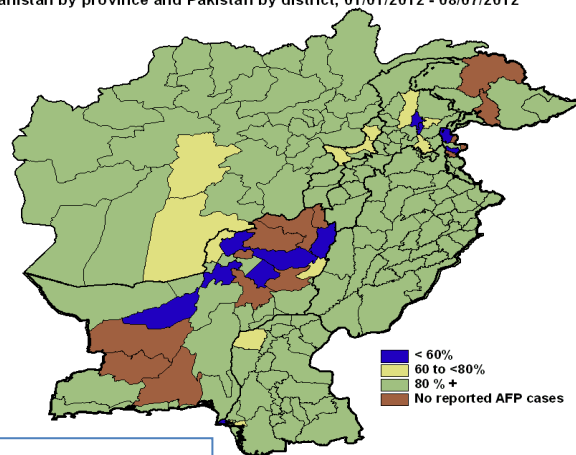 anistan by province and Pakistan by district, 01/01/2012 - 08/07/2012
< 60%
60 to <80%
80 % +
No reported AFP cases